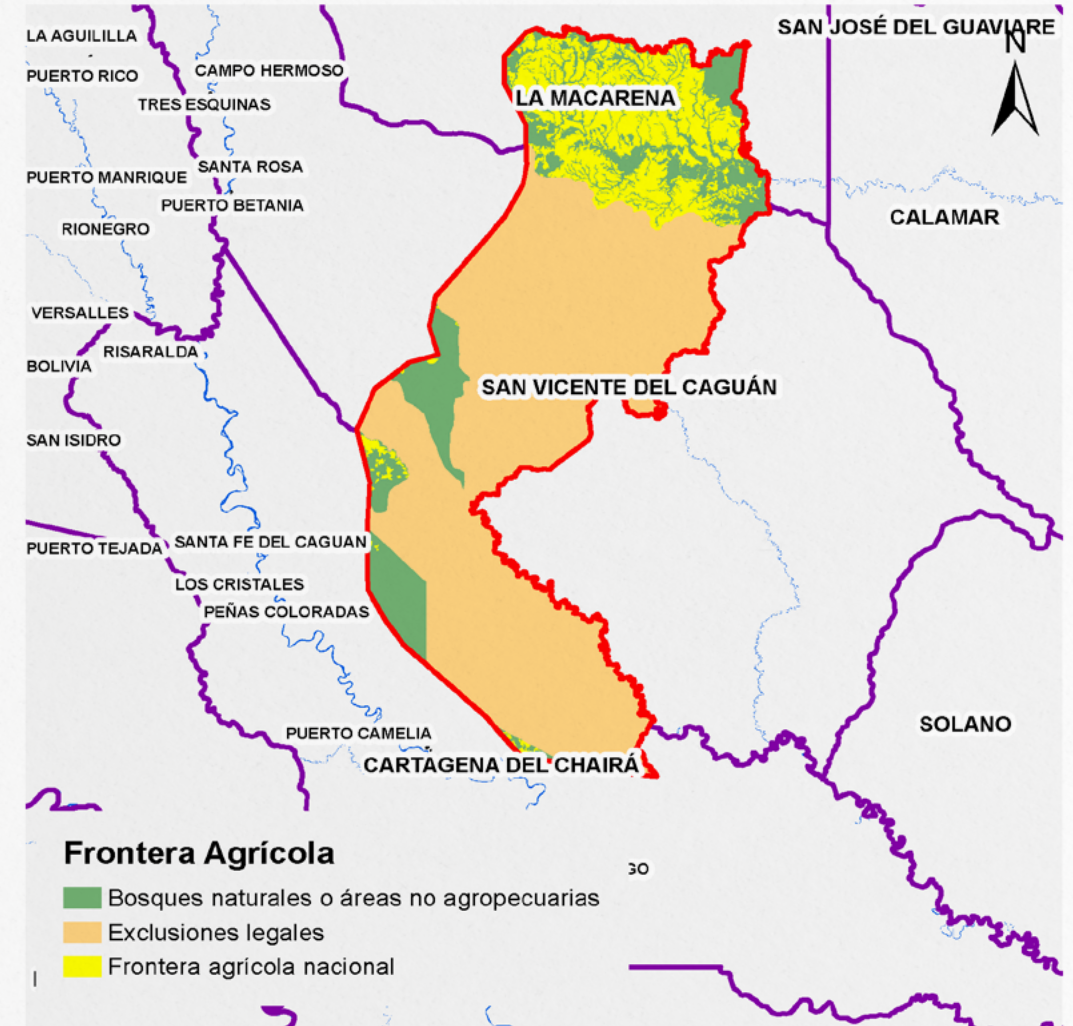 SAN JOSÉ DEL GUAVIARE
N
LA AGUILILLA
PUERTO RICO
CAMPO HERMOSO
TRES ESQUINAS
LA MACARENA
SANTA ROSA
PUERTO MANRIQUE
PUERTO BETANIA
CALAMAR
RIONEGRO
VERSALLES
RISARALDA
BOLIVIA
SAN VICENTE DEL CAGUÁN
SAN ISIDRO
SANTA FE DEL CAGUAN
PUERTO TEJADA
LOS CRISTALES
PEÑAS COLORADAS
SOLANO
PUERTO CAMELIA
CARTAGENA DEL CHAIRÁ
Frontera Agrícola
Bosques naturales o áreas no agropecuarias
Exclusiones legales
Frontera agrícola nacional